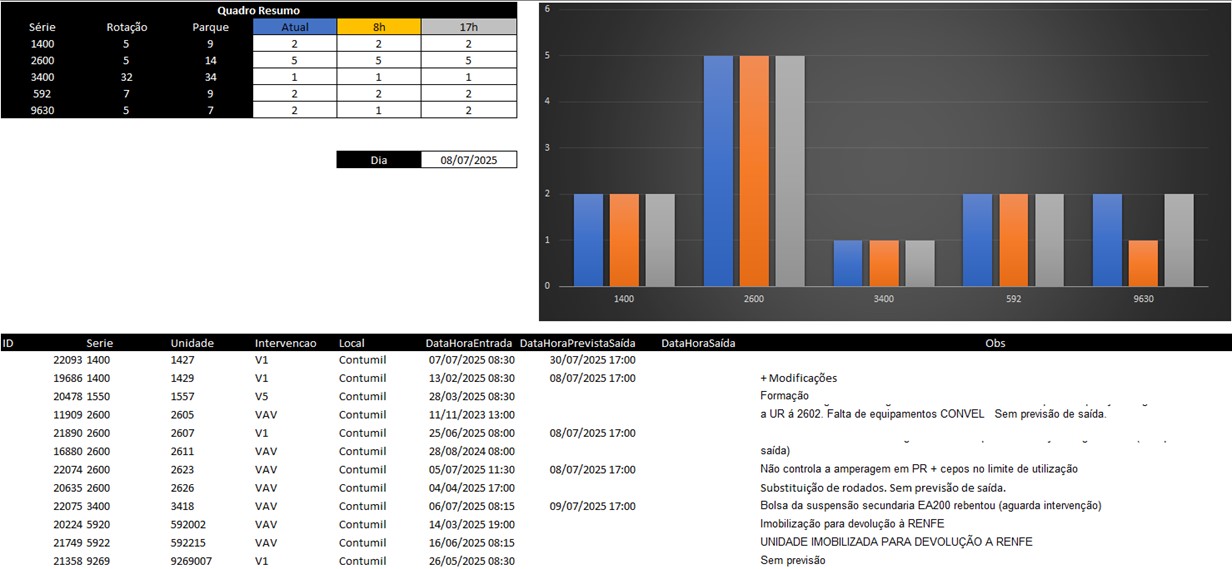 Quadro Resumo
Série Rotação Parque Atual 8h 17h
1400 5 9 2 2 2
2600 5 14 5 5 5
3400 32 34 1 1 1
592 7 9 2 2 2
9630 5 7 2 1 2
Dia 08/07/2025
6
5
4
3
2
1
0
1400 2600 3400 592 9630
ID Serie Unidade Intervencao Local DataHoraEntrada DataHoraPrevistaSaída DataHoraSaída Obs
22093 1400 1427 V1 Contumil 07/07/2025 08:30 30/07/2025 17:00
19686 1400 1429 V1 Contumil 13/02/2025 08:30 08/07/2025 17:00 + Modificações
20478 1550 1557 V5 Contumil 28/03/2025 08:30 Formação
11909 2600 2605 VAV Contumil 11/11/2023 13:00 a UR á 2602. Falta de equipamentos CONVEL Sem previsão de saída.
21890 2600 2607 V1 Contumil 25/06/2025 08:00 08/07/2025 17:00
16880 2600 2611 VAV Contumil 28/08/2024 08:00 saída)
22074 2600 2623 VAV Contumil 05/07/2025 11:30 08/07/2025 17:00 Não controla a amperagem em PR + cepos no limite de utilização
20635 2600 2626 VAV Contumil 04/04/2025 17:00 Substituição de rodados. Sem previsão de saída.
22075 3400 3418 VAV Contumil 06/07/2025 08:15 09/07/2025 17:00 Bolsa da suspensão secundaria EA200 rebentou (aguarda intervenção)
20224 5920 592002 VAV Contumil 14/03/2025 19:00 Imobilização para devolução à RENFE
21749 5922 592215 VAV Contumil 16/06/2025 08:15 UNIDADE IMOBILIZADA PARA DEVOLUÇÃO A RENFE
21358 9269 9269007 V1 Contumil 26/05/2025 08:30 Sem previsão